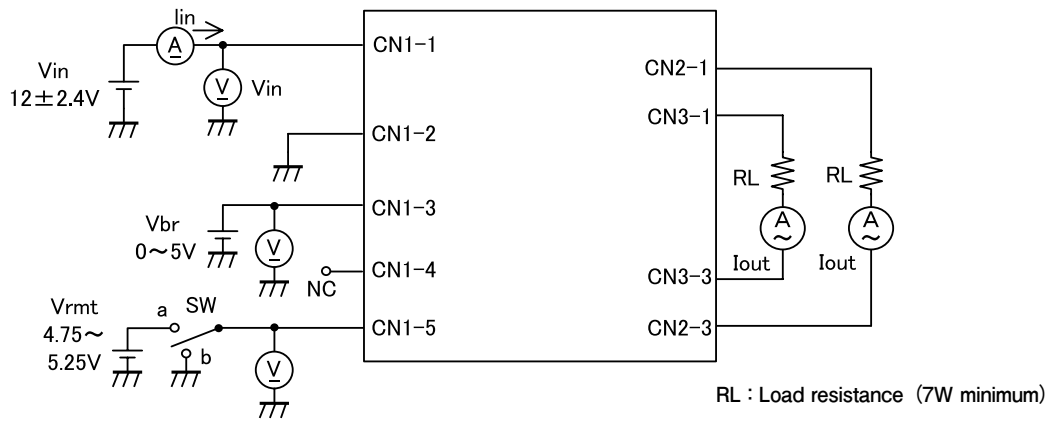 Iin
A
CN1-1
Vin
12±2.4V
V
Vin
CN1-2
Vbr
0〜5V
V
CN1-3
NC
CN1-4
Vrmt
4.75〜
5.25V
a
SW
b
V
CN1-5
CN2-1
CN3-1
RL
RL
A
~
A
~
Iout
Iout
CN3-3
CN2-3
RL : Load resistance (7W minimum)